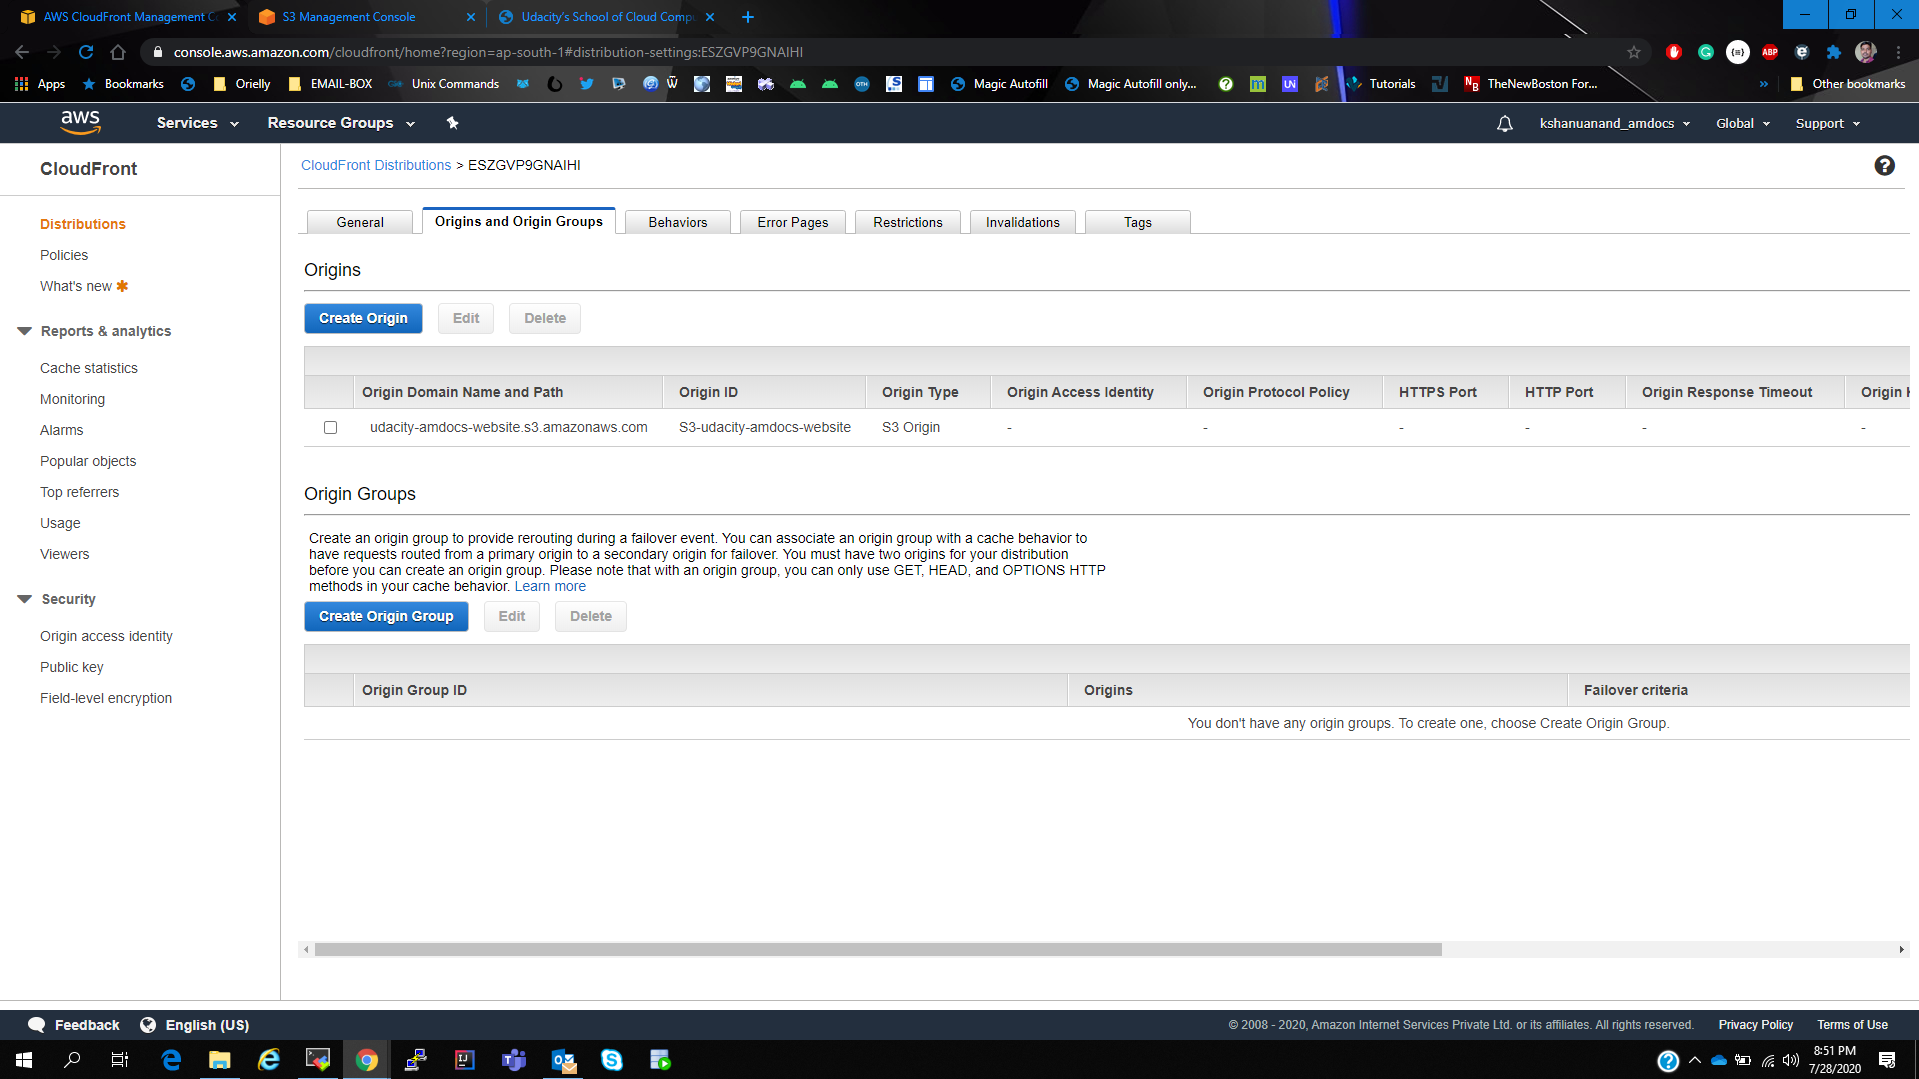 AWS CloudFront Management Co
S3 Management Console
Udacity's School of Cloud Compu
console.aws.amazon.com/cloudfront/home?region=ap-south-1#distribution-settings:ESZGVP9GNAIHI
Apps
Bookmarks
Orielly
EMAIL-BOX
Unix Commands
Magic Autofill
Magic Autofill only...
Tutorials
TheNewBoston For...
»
Other bookmarks
aws
Services
Resource Groups
kshanuanand_amdocs
Global
Support
CloudFront
CloudFront Distributions > ESZGVP9GNAIHI
Distributions
Policies
What's new
Reports & analytics
Cache statistics
Monitoring
Alarms
Popular objects
Top referrers
Usage
Viewers
Security
Origin access identity
Public key
Field-level encryption
General
Origins and Origin Groups
Behaviors
Error Pages
Restrictions
Invalidations
Tags
Origins
Create Origin
Edit
Delete
Origin Domain Name and Path
Origin ID
Origin Type
Origin Access Identity
Origin Protocol Policy
HTTPS Port
HTTP Port
Origin Response Timeout
Origin
udacity-amdocs-website.s3.amazonaws.com
S3-udacity-amdocs-website
S3 Origin
-
-
-
-
-
-
Origin Groups
Create an origin group to provide rerouting during a failover event. You can associate an origin group with a cache behavior to
have requests routed from a primary origin to a secondary origin for failover. You must have two origins for your distribution
before you can create an origin group. Please note that with an origin group, you can only use GET, HEAD, and OPTIONS HTTP
methods in your cache behavior. Learn more
Create Origin Group
Edit
Delete
Origin Group ID
Origins
Failover criteria
You don't have any origin groups. To create one, choose Create Origin Group.
Feedback
English (US)
© 2008 - 2020, Amazon Internet Services Private Ltd. or its affiliates. All rights reserved.
Privacy Policy
Terms of Use
8:51 PM
7/28/2020